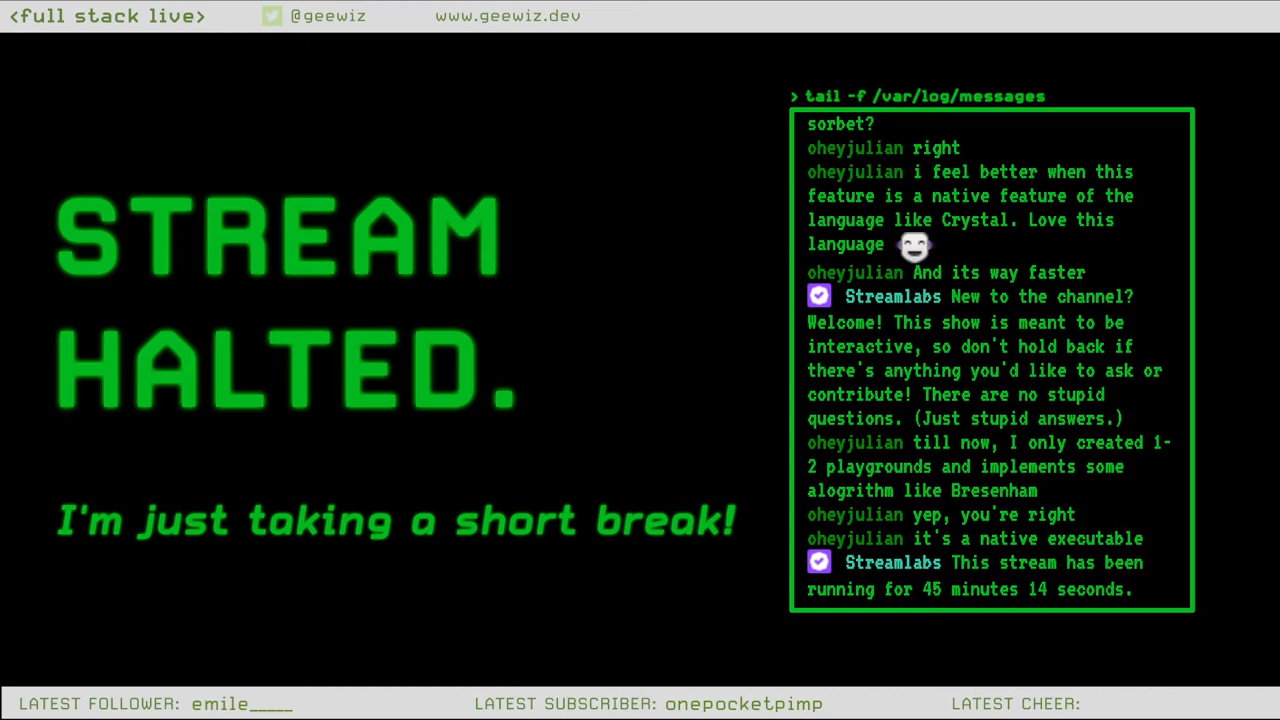 <full stack live> @geewiz www.geewiz.dev
STREAM
HALTED.
I'm just taking a short break!
> tail -f /var/log/messages
sorbet?
oheyjulian right
oheyjulian i feel better when this
feature is a native feature of the
language like Crystal. Love this
language
oheyjulian And its way faster
Streamlabs New to the channel?
Welcome! This show is meant to be
interactive, so don't hold back if
there's anything you'd like to ask or
contribute! There are no stupid
questions. (Just stupid answers.)
oheyjulian till now, I only created 1-
2 playgrounds and implements some
alogrithm like Bresenham
oheyjulian yep, you're right
oheyjulian it's a native executable
Streamlabs This stream has been
running for 45 minutes 14 seconds.
LATEST FOLLOWER: emile_____ LATEST SUBSCRIBER: onepocketpimp LATEST CHEER: